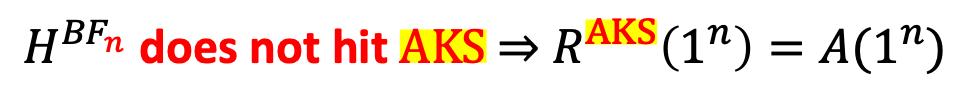 $H^{BF_n}$ does not hit AKS ⇒ $R^{AKS}(1^n) = A(1^n)$